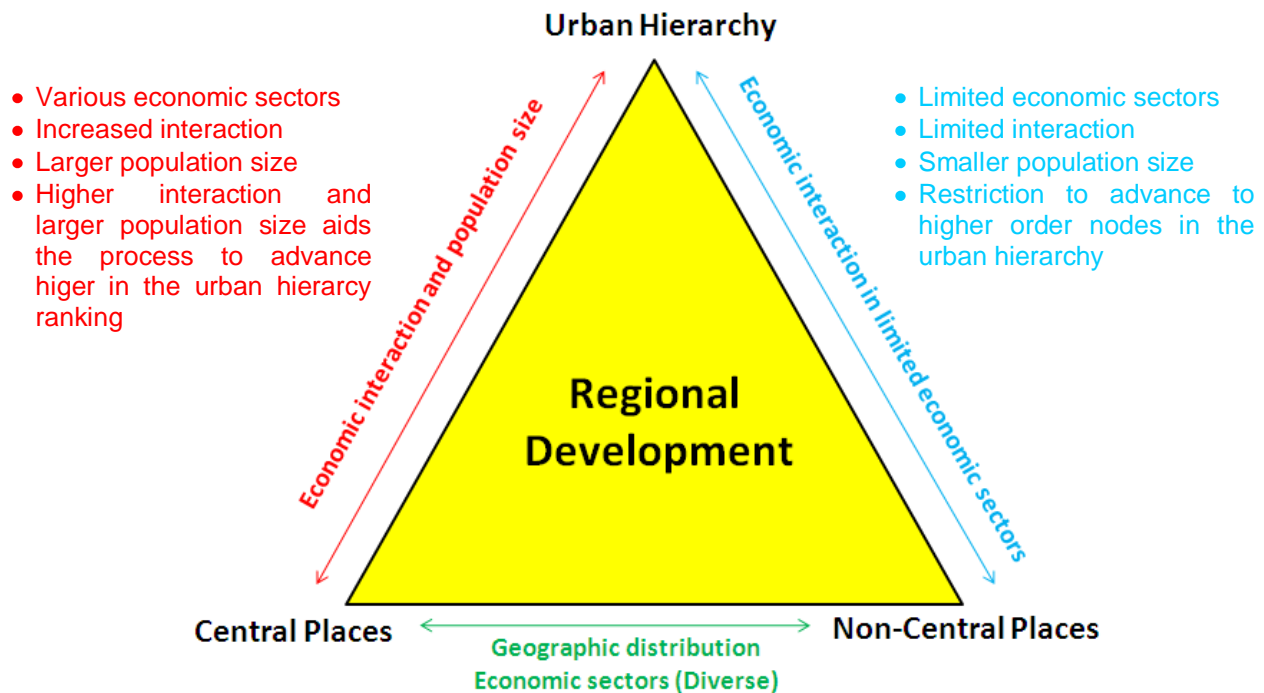 Urban Hierarchy
• Various economic sectors
• Increased interaction
• Larger population size
• Higher interaction and
larger population size aids
the process to advance
higer in the urban hierarcy
ranking
Economic interaction and population size
Economic interaction in limited economic sectors
• Limited economic sectors
• Limited interaction
• Smaller population size
• Restriction to advance to
higher order nodes in the
urban hierarchy
Regional
Development
Central Places
Non-Central Places
Geographic distribution
Economic sectors (Diverse)